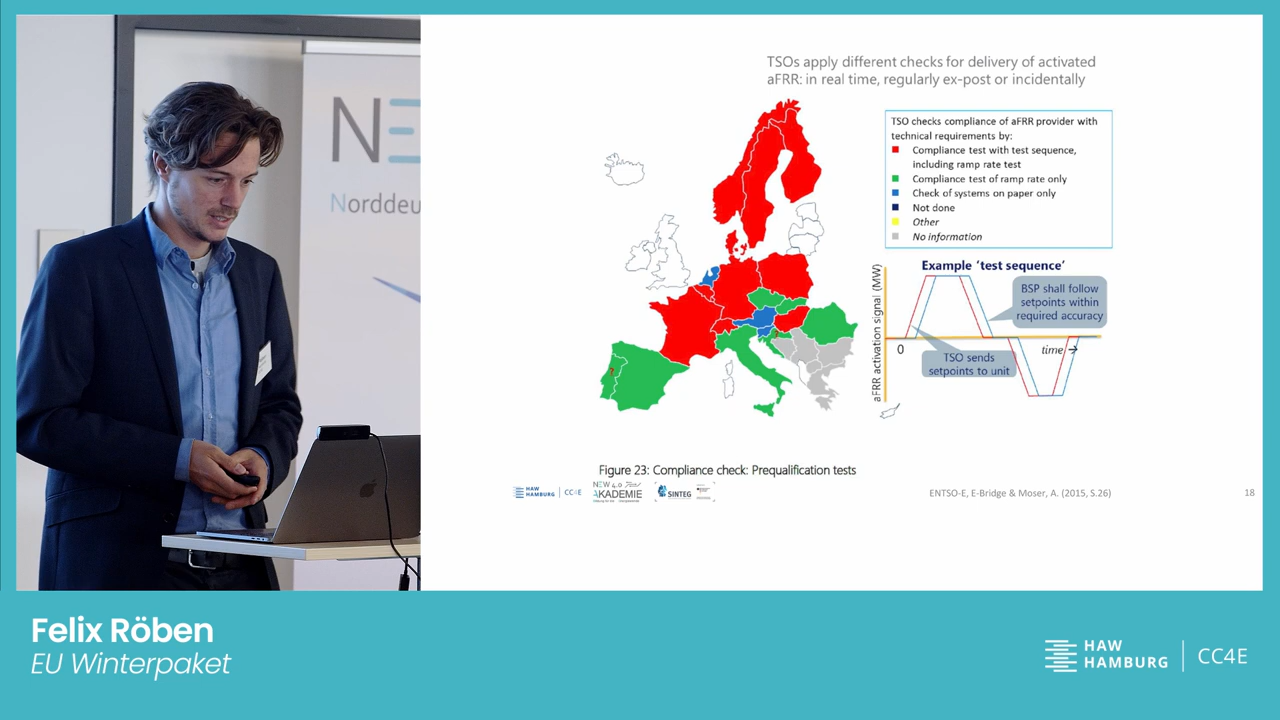 NE
Norddeu
TSOs apply different checks for delivery of activated
aFRR: in real time, regularly ex-post or incidentally
TSO checks compliance of aFRR provider with
technical requirements by:
Compliance test with test sequence,
including ramp rate test
Compliance test of ramp rate only
Check of systems on paper only
Not done
Other
No information
Example ‘test sequence’
aFRR activation signal (MW)
BSP shall follow
setpoints within
required accuracy
0
time →
TSO sends
setpoints to unit
?
?
Figure 23: Compliance check: Prequalification tests
HAW
HAMBURG
CC4E
NEW 4.0
AKADEMIE
SINTEG
ENTSO-E, E-Bridge & Moser, A. (2015, S.26)
18
Felix Röben
EU Winterpaket
HAW
HAMBURG
CC4E